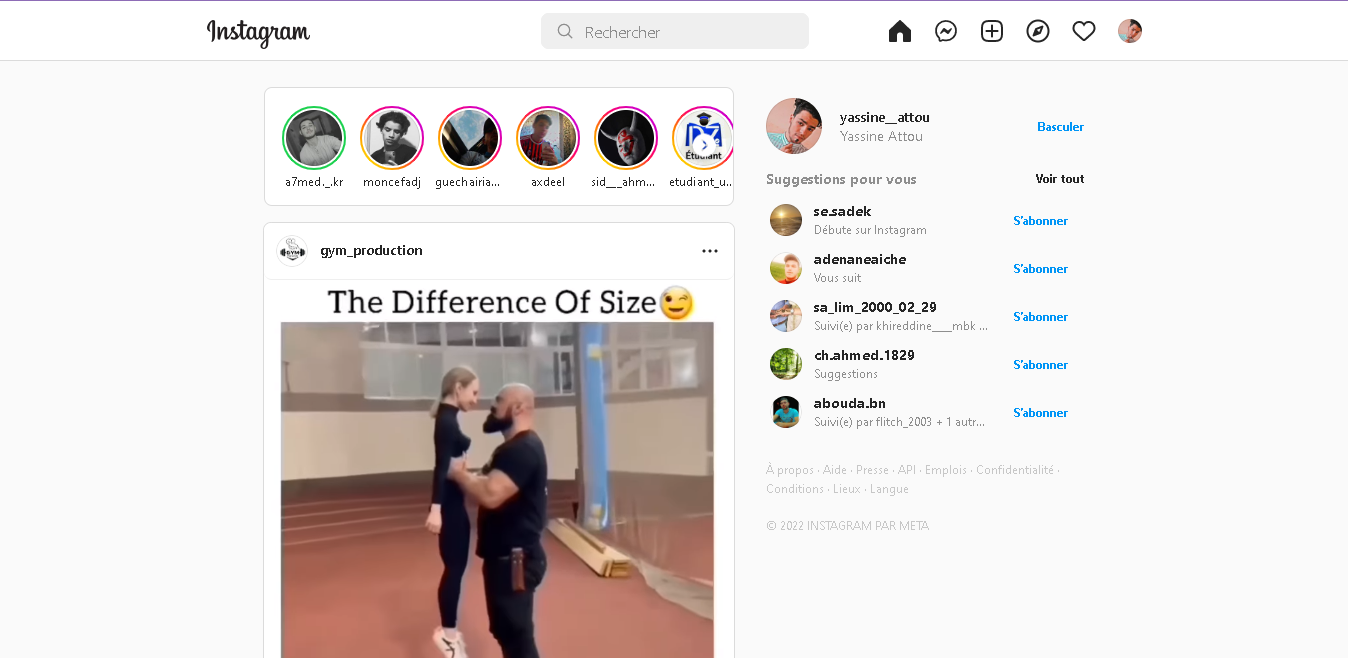 Instagram
Rechercher
a7med._.kr
moncefadj
guechairia...
axdeel
sid___ahm...
etudiant_u...
Étudiant
yassine__attou
Yassine Attou
Basculer
Suggestions pour vous
Voir tout
se.sadek
Débute sur Instagram
S'abonner
adenaneaiche
Vous suit
S'abonner
sa_lim_2000_02_29
Suivi(e) par khireddine____mbk ...
S'abonner
ch.ahmed.1829
Suggestions
S'abonner
abouda.bn
Suivi(e) par flitch_2003 + 1 autr...
S'abonner
À propos · Aide · Presse · API · Emplois · Confidentialité ·
Conditions · Lieux · Langue
© 2022 INSTAGRAM PAR META
GYM
gym_production
The Difference Of Size😉